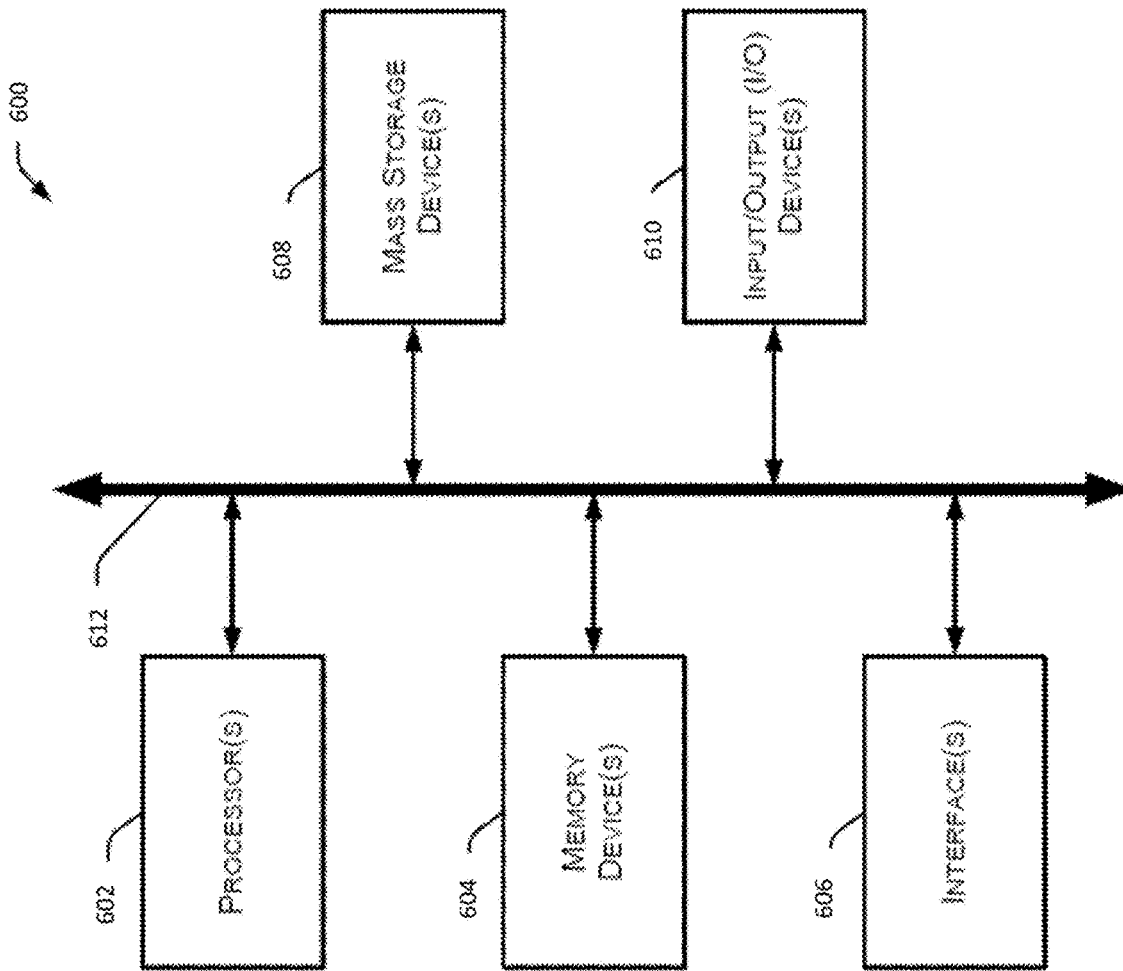 600
602
PROCESSOR(S)
604
MEMORY
DEVICE(S)
606
INTERFACE(S)
612
608
MASS STORAGE
DEVICE(S)
610
INPUT/OUTPUT (I/O)
DEVICE(S)